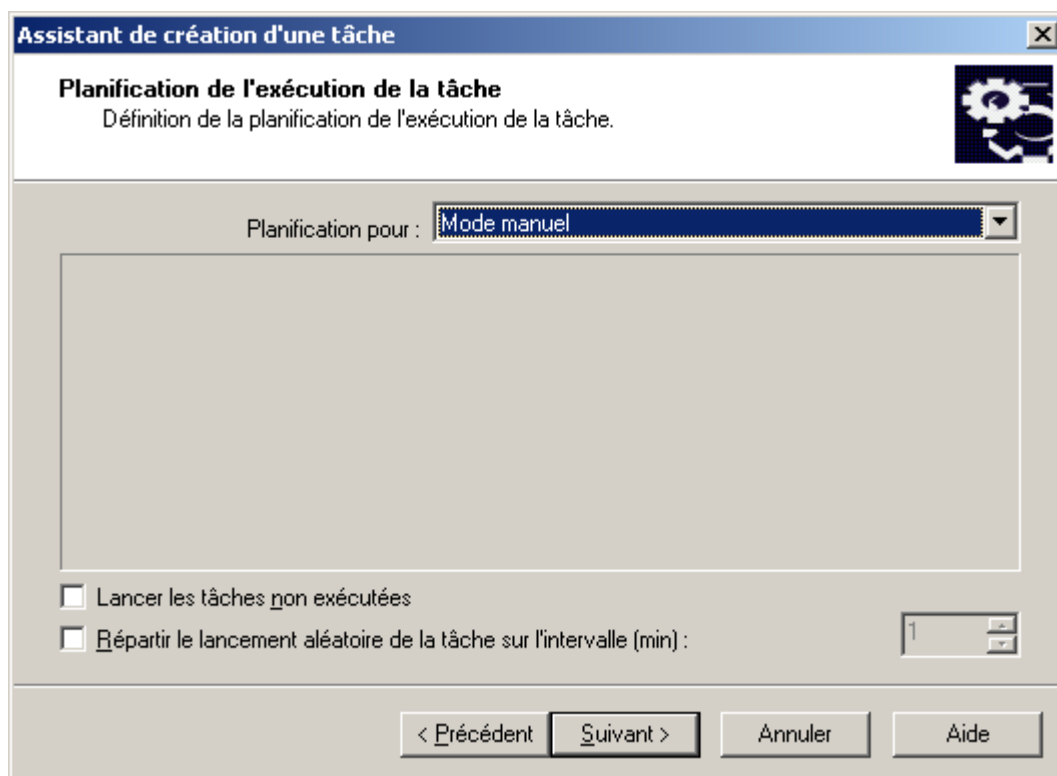 Assistant de création d'une tâche
Planification de l'exécution de la tâche
Définition de la planification de l'exécution de la tâche.
Planification pour : Mode manuel
Lancer les tâches non exécutées
Répartir le lancement aléatoire de la tâche sur l'intervalle (min) : 1
< Précédent Suivant > Annuler Aide